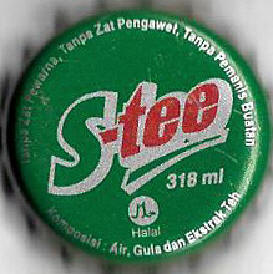 Tanpa Zat Pewarna, Tanpa Zat Pengawet, Tanpa Pemanis Buatan
S-tee
318 ml
Halal
Komposisi : Air, Gula dan Ekstrak Teh